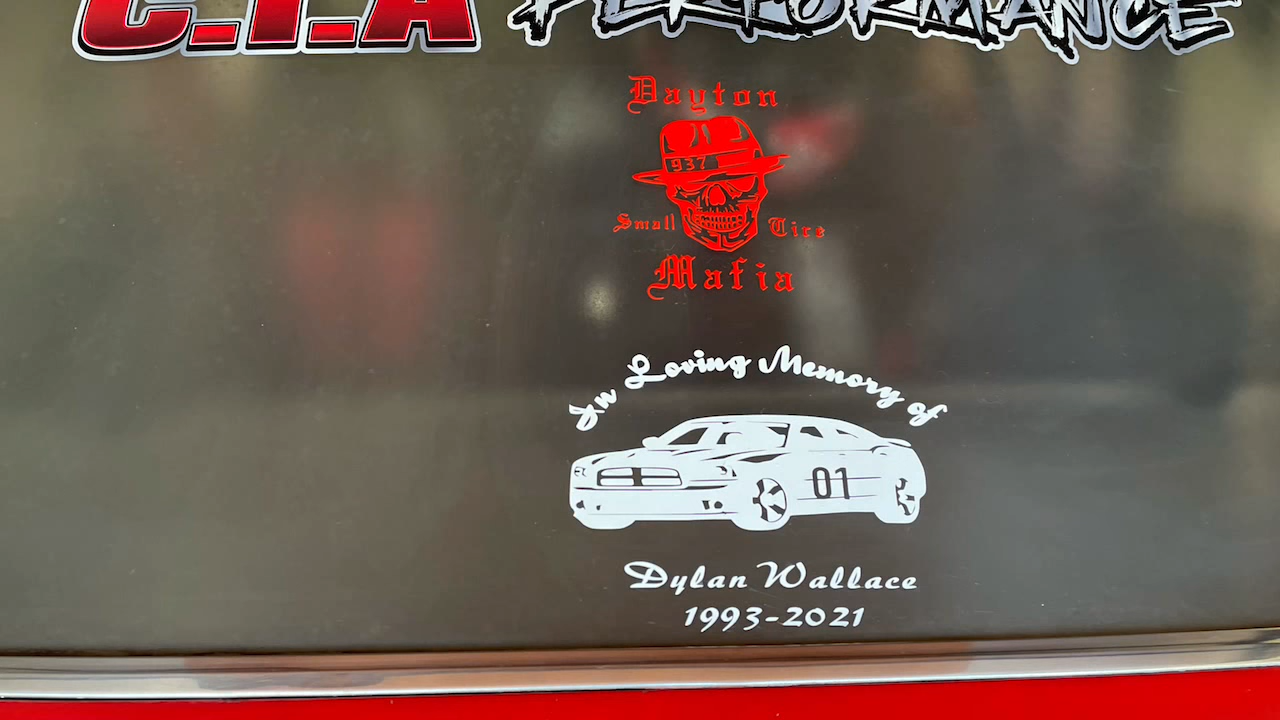 C.T.A PERFORMANCE
Dayton
937
Small Tire
Mafia
In Loving Memory of
01
Dylan Wallace
1993-2021